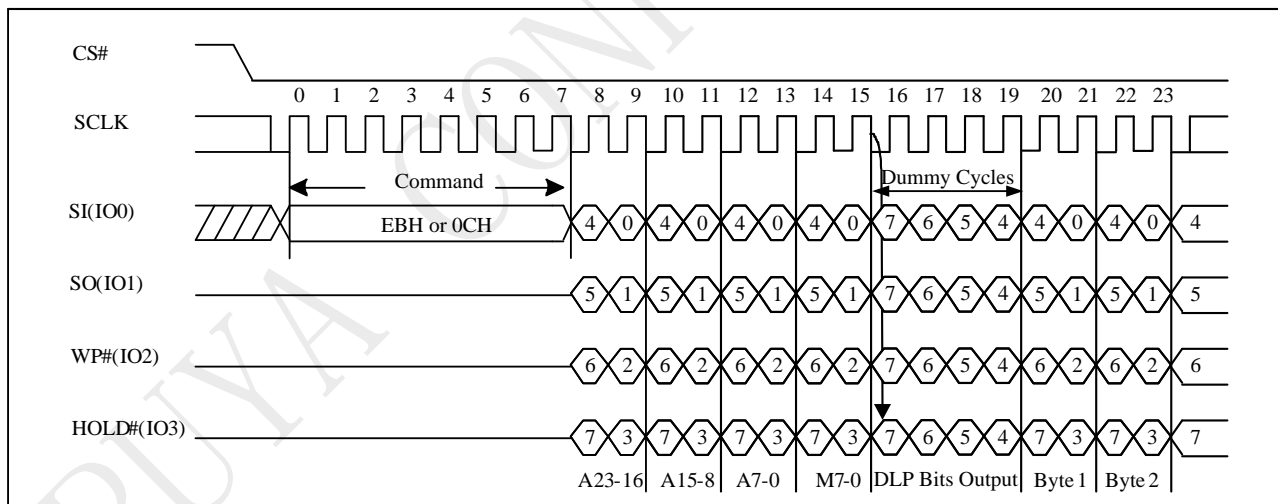 CS#
0 1 2 3 4 5 6 7 8 9 10 11 12 13 14 15 16 17 18 19 20 21 22 23
SCLK
Command
Dummy Cycles
SI(IO0)
EBH or 0CH
4 0 4 0 4 0 4 0 7 6 5 4 4 0 4 0 4
SO(IO1)
5 1 5 1 5 1 5 1 7 6 5 4 5 1 5 1 5
WP#(IO2)
6 2 6 2 6 2 6 2 7 6 5 4 6 2 6 2 6
HOLD#(IO3)
7 3 7 3 7 3 7 3 7 6 5 4 7 3 7 3 7
A23-16 A15-8 A7-0 M7-0 DLP Bits Output Byte 1 Byte 2
PUYA CON